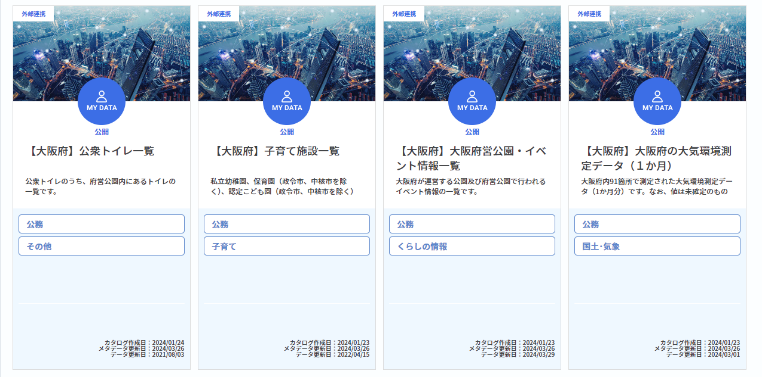 外部連携
MY DATA
公開
【大阪府】公衆トイレ一覧
公衆トイレのうち、府営公園内にあるトイレの
一覧です。
公務
その他
カタログ作成日：2024/01/24
メタデータ更新日：2024/03/26
データ更新日：2021/08/03
外部連携
MY DATA
公開
【大阪府】子育て施設一覧
私立幼稚園、保育園（政令市、中核市を除
く）、認定こども園（政令市、中核市を除く）
公務
子育て
カタログ作成日：2024/01/23
メタデータ更新日：2024/03/26
データ更新日：2022/04/15
外部連携
MY DATA
公開
【大阪府】大阪府営公園・イベ
ント情報一覧
大阪府が運営する公園及び府営公園で行われる
イベント情報の一覧です。
公務
くらしの情報
カタログ作成日：2024/01/23
メタデータ更新日：2024/03/26
データ更新日：2024/03/29
外部連携
MY DATA
公開
【大阪府】大阪府の大気環境測
定データ（１か月）
大阪府内91箇所で測定された大気環境測定デー
タ（1か月分）です。なお、値は未確定のもの
公務
国土･気象
カタログ作成日：2024/01/23
メタデータ更新日：2024/03/26
データ更新日：2024/03/01